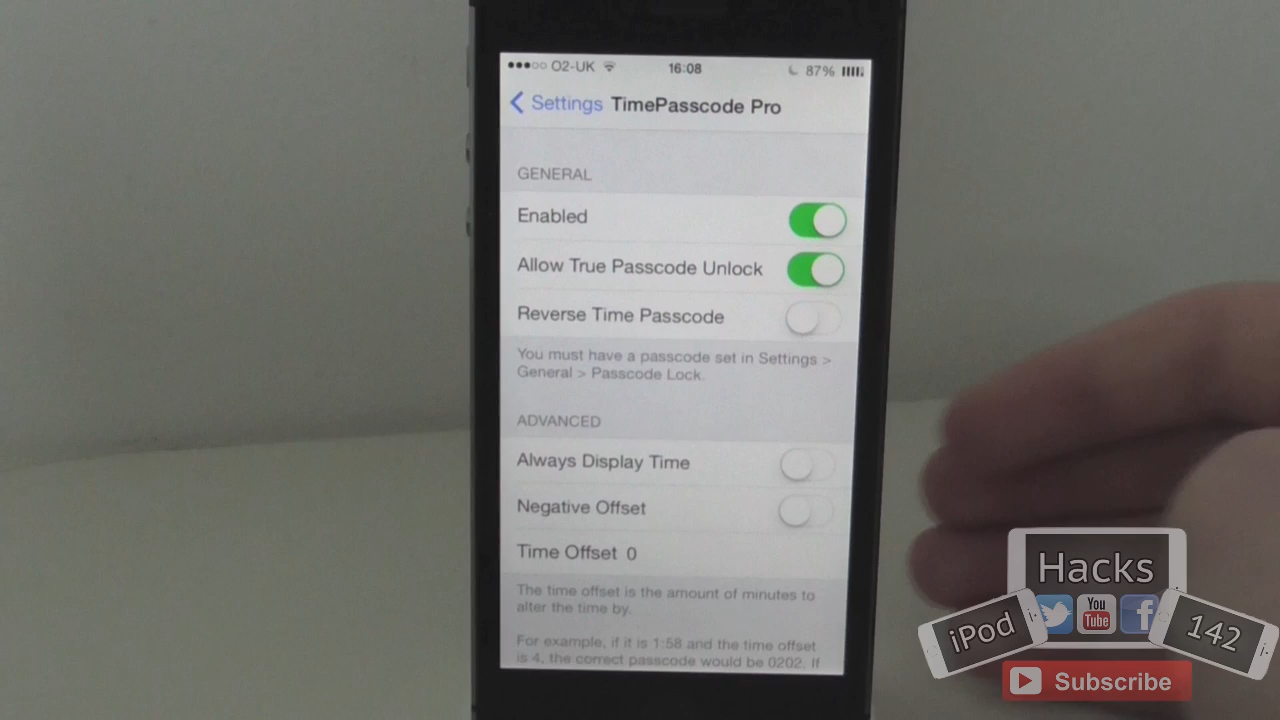 O2-UK 16:08 87%
Settings TimePasscode Pro
GENERAL
Enabled
Allow True Passcode Unlock
Reverse Time Passcode
You must have a passcode set in Settings >
General > Passcode Lock.
ADVANCED
Always Display Time
Negative Offset
Time Offset 0
The time offset is the amount of minutes to
alter the time by.
For example, if it is 1:58 and the time offset
is 4, the correct passcode would be 0202. If
Hacks
You
Tube
iPod
142
Subscribe